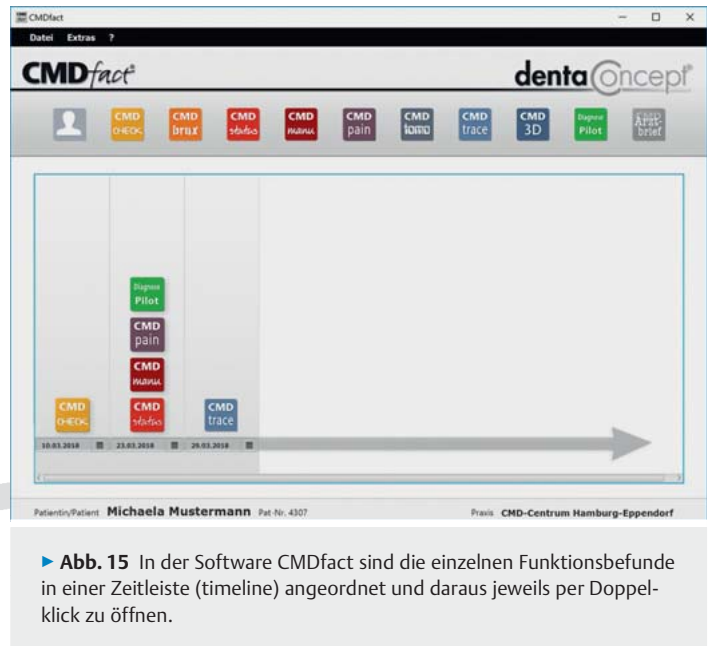 CMDfact
Datei Extras ?
CMDfact®
dentaConcept®
CMD CHECK
CMD brux
CMD status
CMD manu
CMD pain
CMD tomo
CMD trace
CMD 3D
Diagnose Pilot
Arzt-brief
Diagnose Pilot
CMD pain
CMD manu
CMD CHECK
CMD status
CMD trace
10.03.2018 23.03.2018 29.03.2018
Patientin/Patient Michaela Mustermann Pat-Nr. 4307
Praxis CMD-Centrum Hamburg-Eppendorf
► Abb. 15 In der Software CMDfact sind die einzelnen Funktionsbefunde
in einer Zeitleiste (timeline) angeordnet und daraus jeweils per Doppel-
klick zu öffnen.